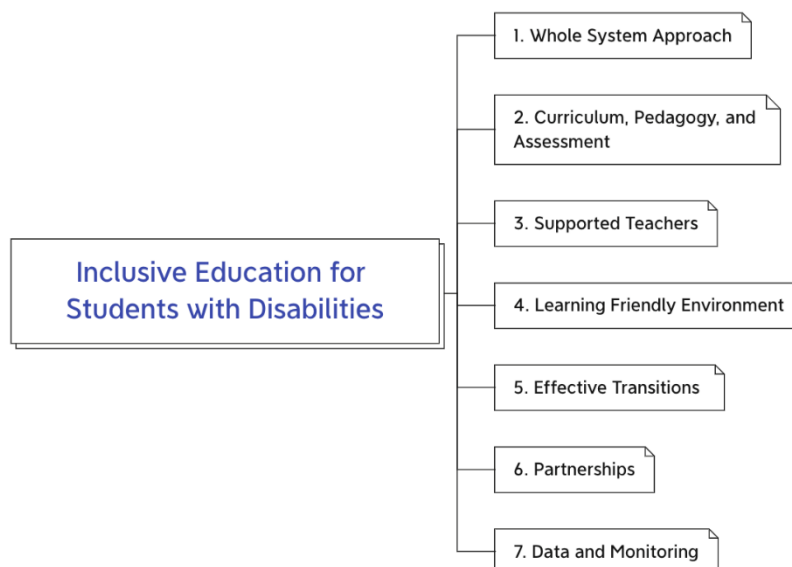 Inclusive Education for
Students with Disabilities
1. Whole System Approach
2. Curriculum, Pedagogy, and
Assessment
3. Supported Teachers
4. Learning Friendly Environment
5. Effective Transitions
6. Partnerships
7. Data and Monitoring